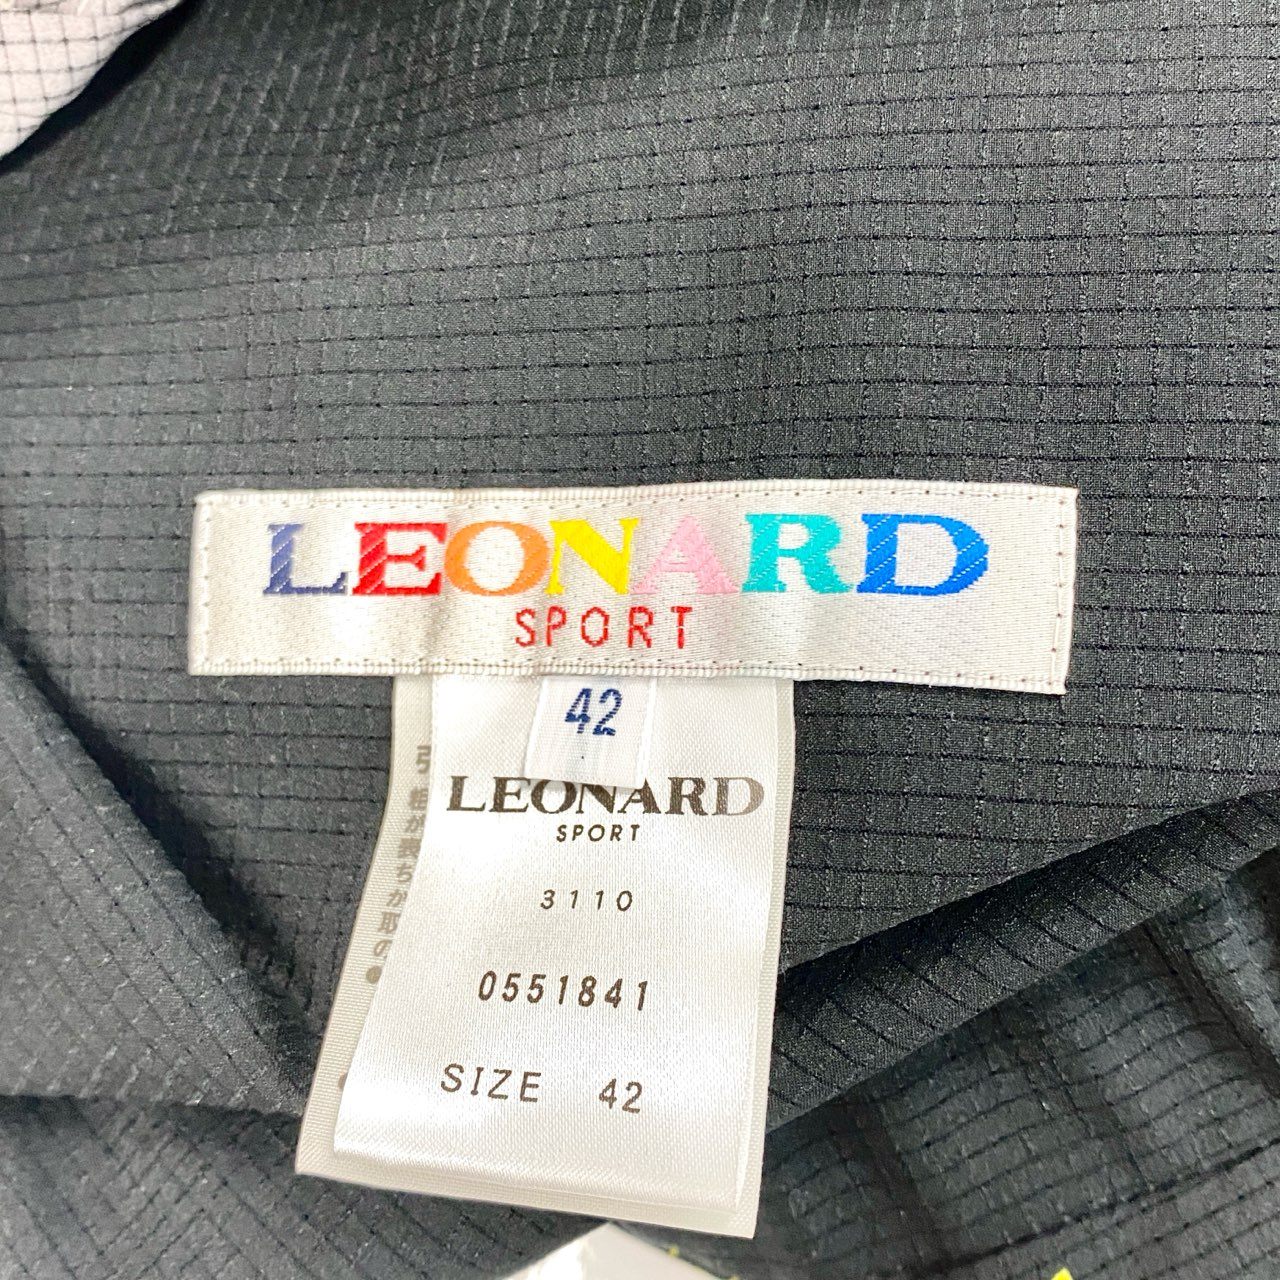 LEONARD
SPORT
42
LEONARD
SPORT
3110
0551841
SIZE 42